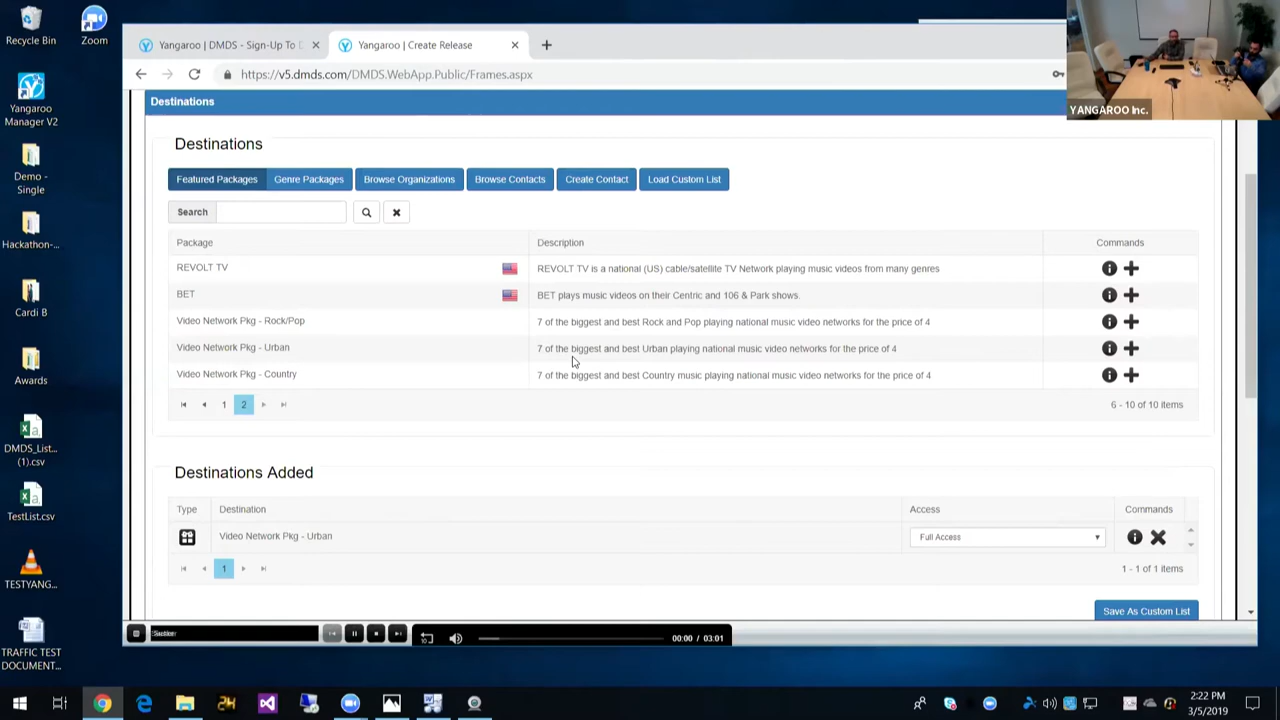 Recycle Bin
Zoom
Yangaroo Manager V2
Demo - Single
Hackathon-...
Cardi B
Awards
DMDS_List... (1).csv
TestList.csv
TESTYANG...
TRAFFIC TEST DOCUMENT...
Yangaroo | DMDS - Sign-Up To D
Yangaroo | Create Release
https://v5.dmds.com/DMDS.WebApp.Public/Frames.aspx
YANGAROO Inc.
Destinations
Destinations
Featured Packages Genre Packages Browse Organizations Browse Contacts Create Contact Load Custom List
Search
Package Description Commands
REVOLT TV REVOLT TV is a national (US) cable/satellite TV Network playing music videos from many genres
BET BET plays music videos on their Centric and 106 & Park shows.
Video Network Pkg - Rock/Pop 7 of the biggest and best Rock and Pop playing national music video networks for the price of 4
Video Network Pkg - Urban 7 of the biggest and best Urban playing national music video networks for the price of 4
Video Network Pkg - Country 7 of the biggest and best Country music playing national music video networks for the price of 4
1 2 6 - 10 of 10 items
Destinations Added
Type Destination Access Commands
Video Network Pkg - Urban Full Access
1 1 - 1 of 1 items
Save As Custom List
10 00:00 / 03:01
2:22 PM
3/5/2019